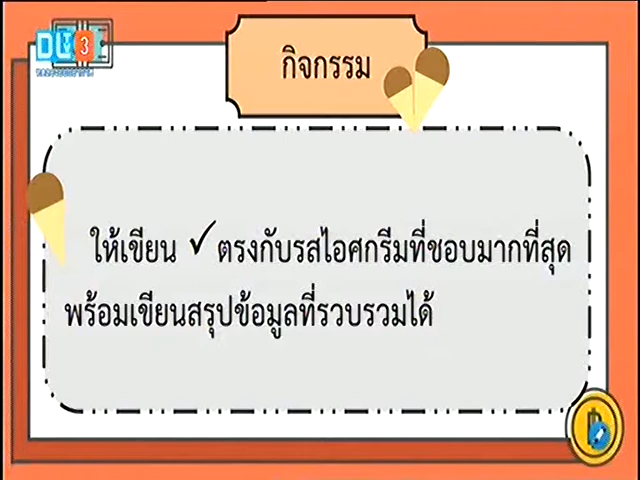 DLTV 3
กิจกรรม
ให้เขียน ✓ ตรงกับรสไอศกรีมที่ชอบมากที่สุด
พร้อมเขียนสรุปข้อมูลที่รวบรวมได้